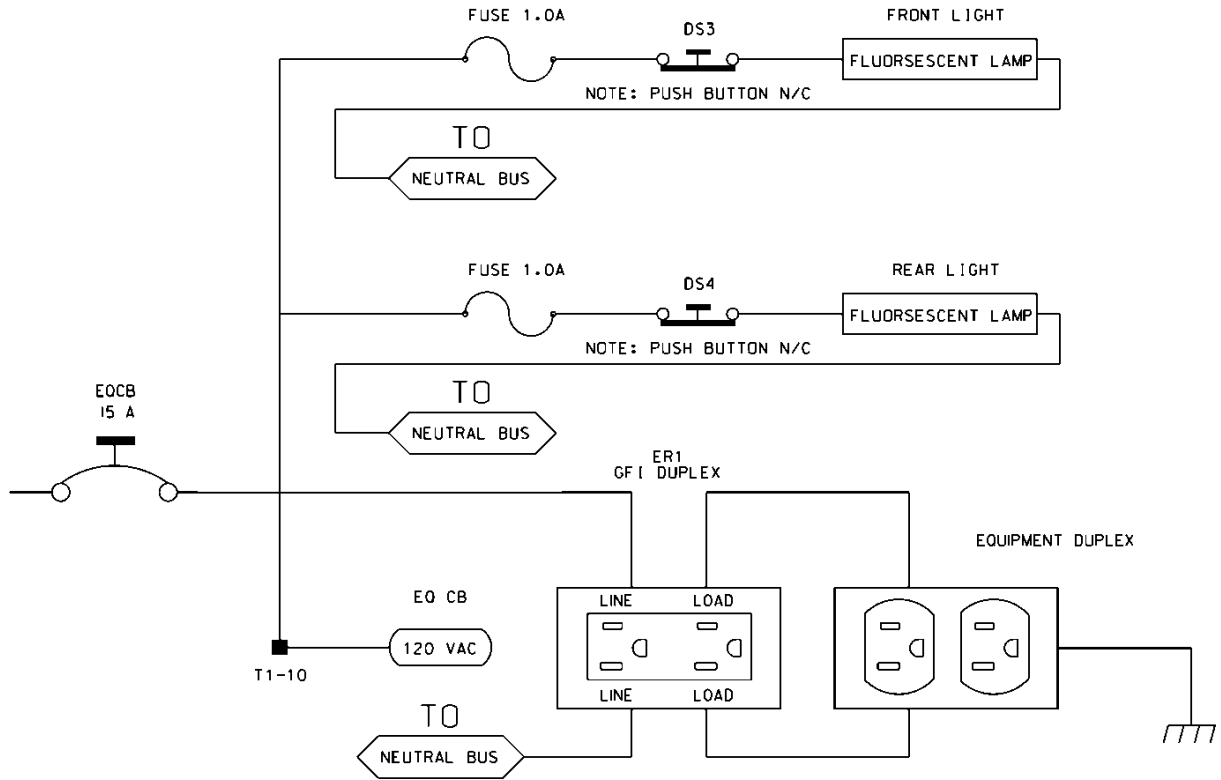 FUSE 1.0A
DS3
FRONT LIGHT
FLUORSESCENT LAMP
NOTE: PUSH BUTTON N/C
TO
NEUTRAL BUS
FUSE 1.0A
DS4
REAR LIGHT
FLUORSESCENT LAMP
NOTE: PUSH BUTTON N/C
TO
NEUTRAL BUS
EQCB
15 A
ER1
GFI DUPLEX
EQUIPMENT DUPLEX
EQ CB
120 VAC
T1-10
LINE LOAD
LINE LOAD
TO
NEUTRAL BUS